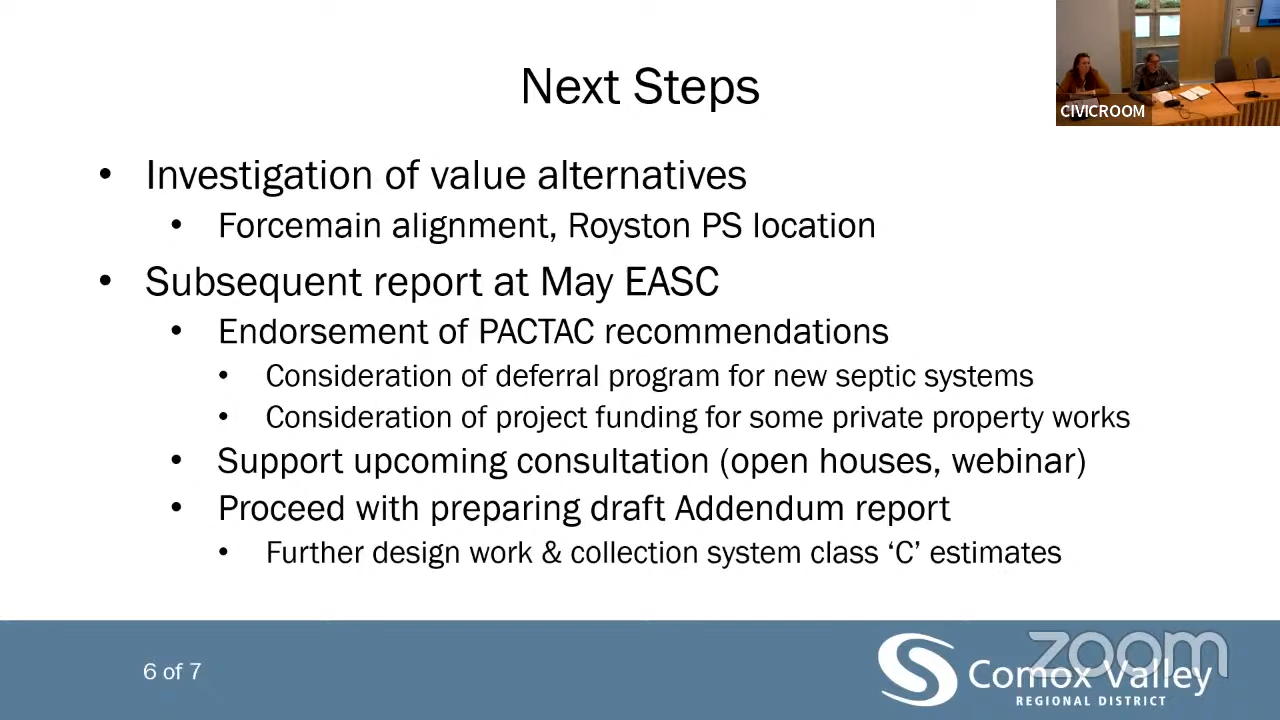 Next Steps
CIVICROOM
• Investigation of value alternatives
• Forcemain alignment, Royston PS location
• Subsequent report at May EASC
• Endorsement of PACTAC recommendations
• Consideration of deferral program for new septic systems
• Consideration of project funding for some private property works
• Support upcoming consultation (open houses, webinar)
• Proceed with preparing draft Addendum report
• Further design work & collection system class ‘C’ estimates
6 of 7
zoom
Comox Valley
REGIONAL DISTRICT